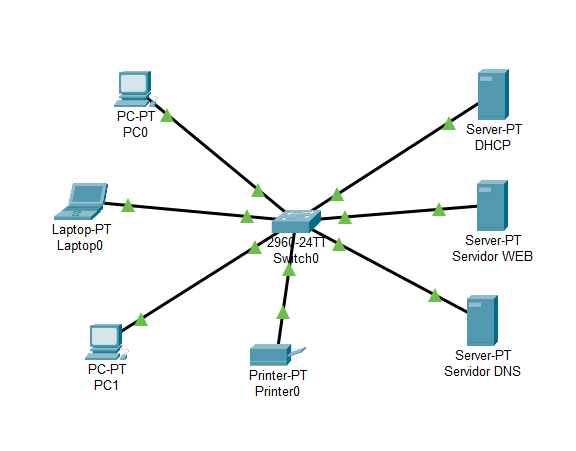 PC-PT
PC0
Server-PT
DHCP
Laptop-PT
Laptop0
2960-24TT
Switch0
Server-PT
Servidor WEB
PC-PT
PC1
Printer-PT
Printer0
Server-PT
Servidor DNS